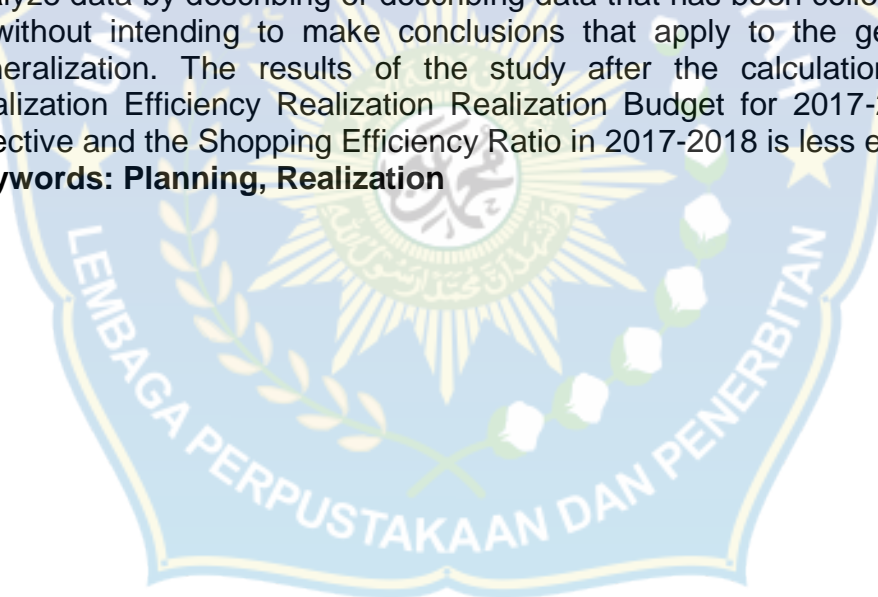 alyze data by describing or describing data that has been colle
without intending to make conclusions that apply to the ge
neralization. The results of the study after the calculation
alization Efficiency Realization Realization Budget for 2017-2
ective and the Shopping Efficiency Ratio in 2017-2018 is less e
ywords: Planning, Realization
LEMBAGA PERPUSTAKAAN DAN PENERBITAN